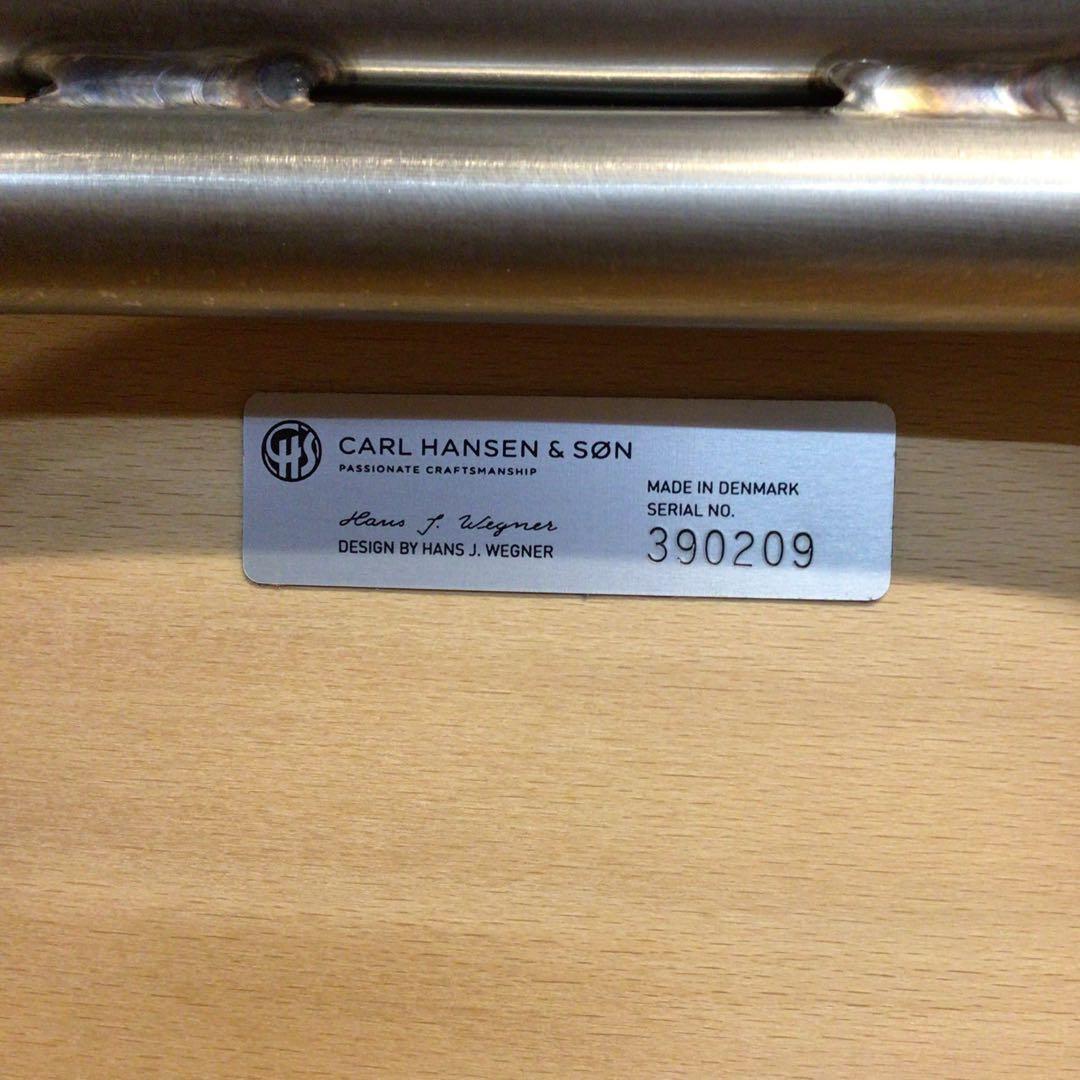 CHS CARL HANSEN & SØN
PASSIONATE CRAFTSMANSHIP
Hans J. Wegner
DESIGN BY HANS J. WEGNER
MADE IN DENMARK
SERIAL NO.
390209